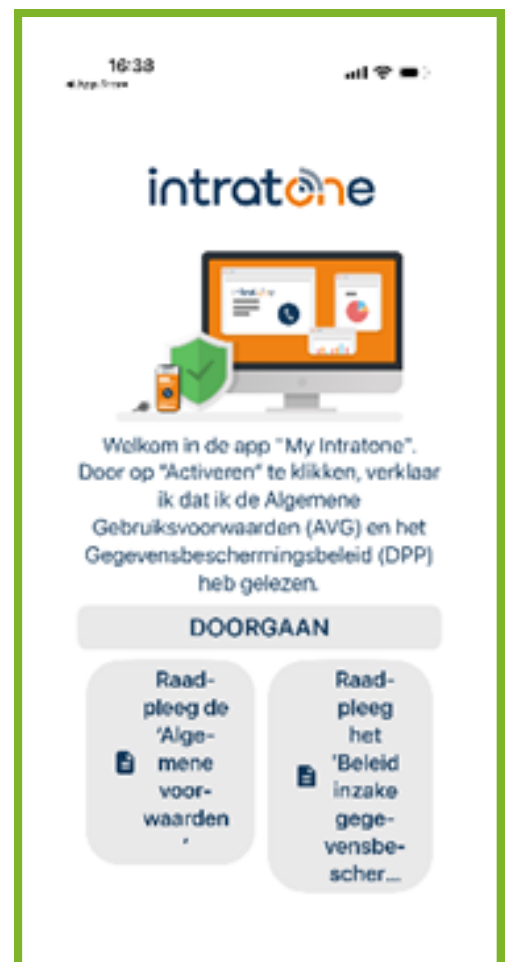 16:38
◀ App Store
intratone
Welkom in de app "My Intratone".
Door op "Activeren" te klikken, verklaar
ik dat ik de Algemene
Gebruiksvoorwaarden (AVG) en het
Gegevensbeschermingsbeleid (DPP)
heb gelezen.
DOORGAAN
Raad-
pleeg de
'Alge-
mene
voor-
waarden
'
Raad-
pleeg
het
'Beleid
inzake
gege-
vensbe-
scher...